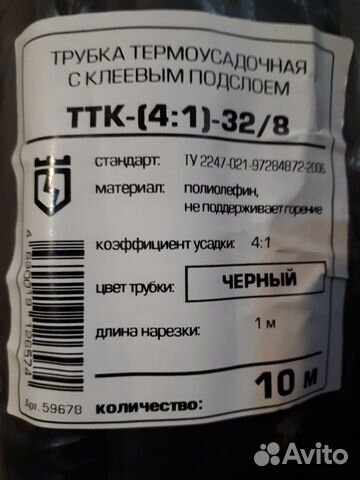 ТРУБКА ТЕРМОУСАДОЧНАЯ
С КЛЕЕВЫМ ПОДСЛОЕМ
ТТК-(4:1)-32/8
стандарт: TV 2247-021-97284872-2006
материал: полиолефин,
не поддерживает горение
коэффициент усадки: 4:1
цвет трубки: ЧЕРНЫЙ
длина нарезки: 1 м
количество: 10 м
Арт. 59678
Avito